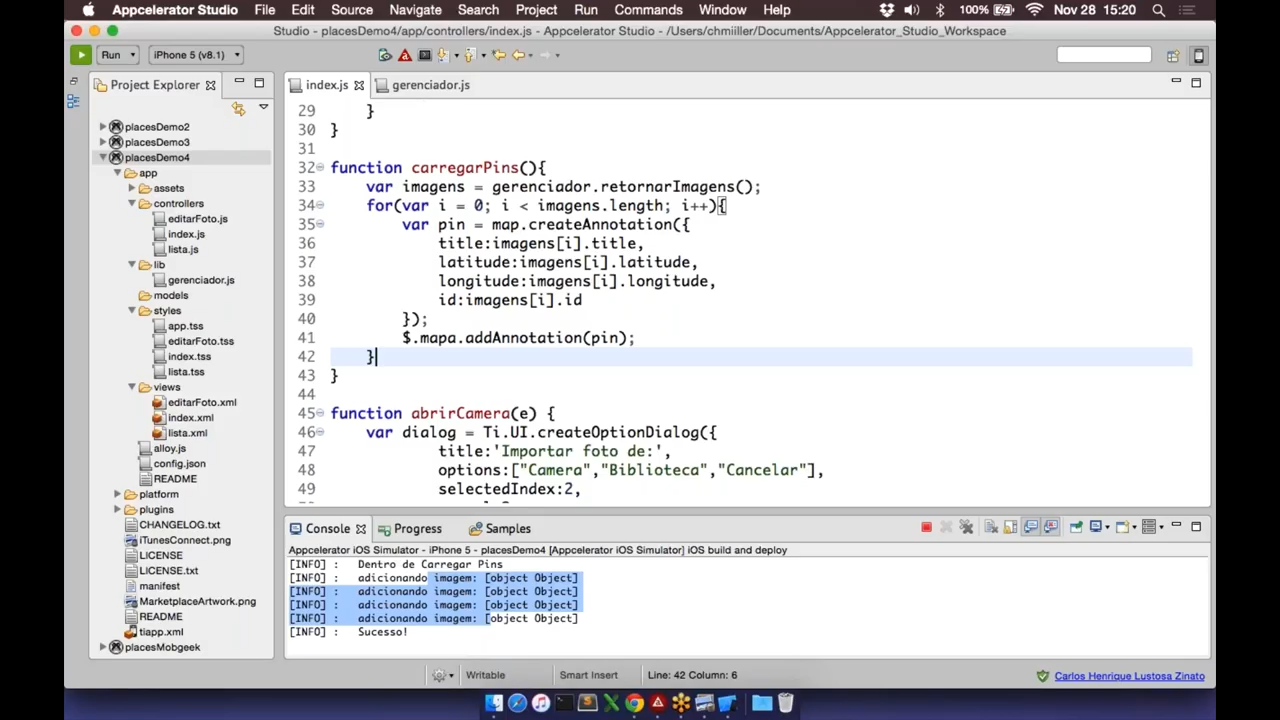 Appcelerator Studio File Edit Source Navigate Search Project Run Commands Window Help 100% Nov 28 15:20
Studio - placesDemo4/app/controllers/index.js - Appcelerator Studio - /Users/chmiiller/Documents/Appcelerator_Studio_Workspace
Run iPhone 5 (v8.1)
Project Explorer
index.js gerenciador.js
placesDemo2
placesDemo3
placesDemo4
app
assets
controllers
editarFoto.js
index.js
lista.js
lib
gerenciador.js
models
styles
app.tss
editarFoto.tss
index.tss
lista.tss
views
editarFoto.xml
index.xml
lista.xml
alloy.js
config.json
README
platform
plugins
CHANGELOG.txt
iTunesConnect.png
LICENSE
LICENSE.txt
manifest
MarketplaceArtwork.png
README
tiapp.xml
placesMobgeek
29 }
30 }
31
32 function carregarPins(){
33 var imagens = gerenciador.retornarImagens();
34 for(var i = 0; i < imagens.length; i++){
35 var pin = map.createAnnotation({
36 title:imagens[i].title,
37 latitude:imagens[i].latitude,
38 longitude:imagens[i].longitude,
39 id:imagens[i].id
40 });
41 $.mapa.addAnnotation(pin);
42 }
43 }
44
45 function abrirCamera(e) {
46 var dialog = Ti.UI.createOptionDialog({
47 title:'Importar foto de:',
48 options:["Camera","Biblioteca","Cancelar"],
49 selectedIndex:2,
Console Progress Samples
Appcelerator iOS Simulator - iPhone 5 - placesDemo4 [Appcelerator iOS Simulator] iOS build and deploy
[INFO] : Dentro de Carregar Pins
[INFO] : adicionando imagem: [object Object]
[INFO] : adicionando imagem: [object Object]
[INFO] : adicionando imagem: [object Object]
[INFO] : adicionando imagem: [object Object]
[INFO] : Sucesso!
Writable Smart Insert Line: 42 Column: 6 Carlos Henrique Lustosa Zinato